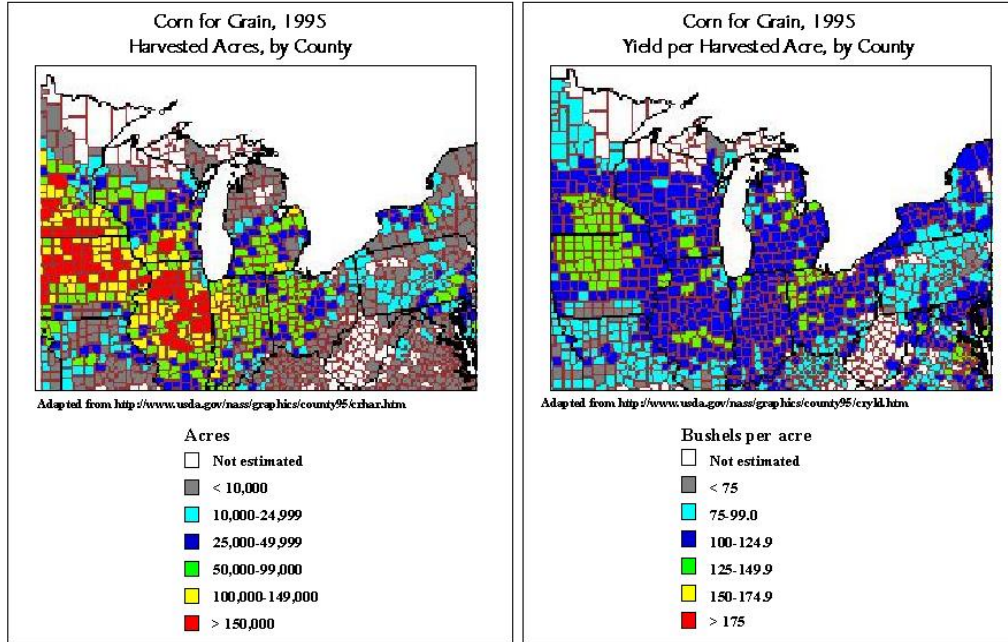 Corn for Grain, 1995
Harvested Acres, by County
Adapted from http://www.usda.gov/nass/graphics/county95/crhar.htm
Acres
Not estimated
< 10,000
10,000-24,999
25,000-49,999
50,000-99,000
100,000-149,000
> 150,000
Corn for Grain, 1995
Yield per Harvested Acre, by County
Adapted from http://www.usda.gov/nass/graphics/county95/cryld.htm
Bushels per acre
Not estimated
< 75
75-99.0
100-124.9
125-149.9
150-174.9
> 175